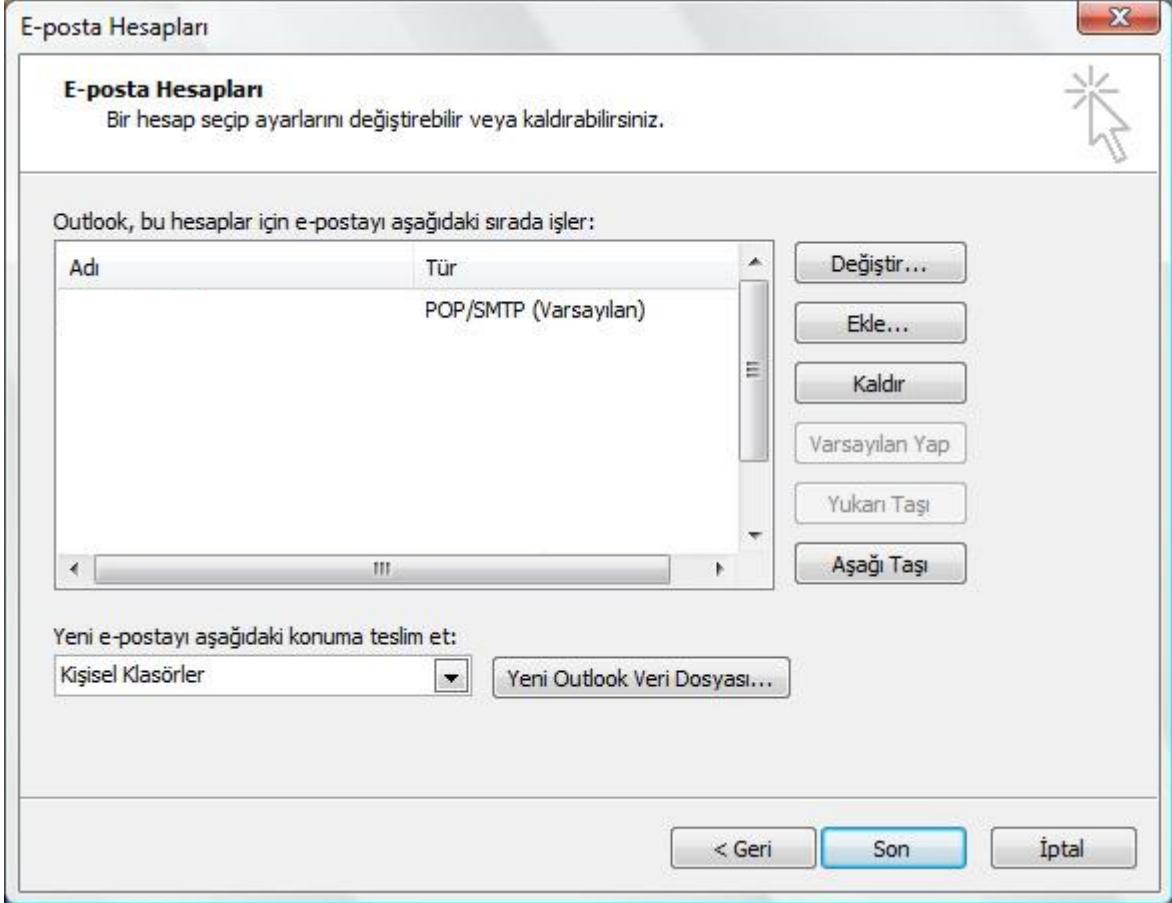 E-posta Hesapları
E-posta Hesapları
Bir hesap seçip ayarlarını değiştirebilir veya kaldırabilirsiniz.
Outlook, bu hesaplar için e-postayı aşağıdaki sırada işler:
Adı Tür
POP/SMTP (Varsayılan)
Değiştir...
Ekle...
Kaldır
Varsayılan Yap
Yukarı Taşı
Aşağı Taşı
Yeni e-postayı aşağıdaki konuma teslim et:
Kişisel Klasörler Yeni Outlook Veri Dosyası...
< Geri Son İptal